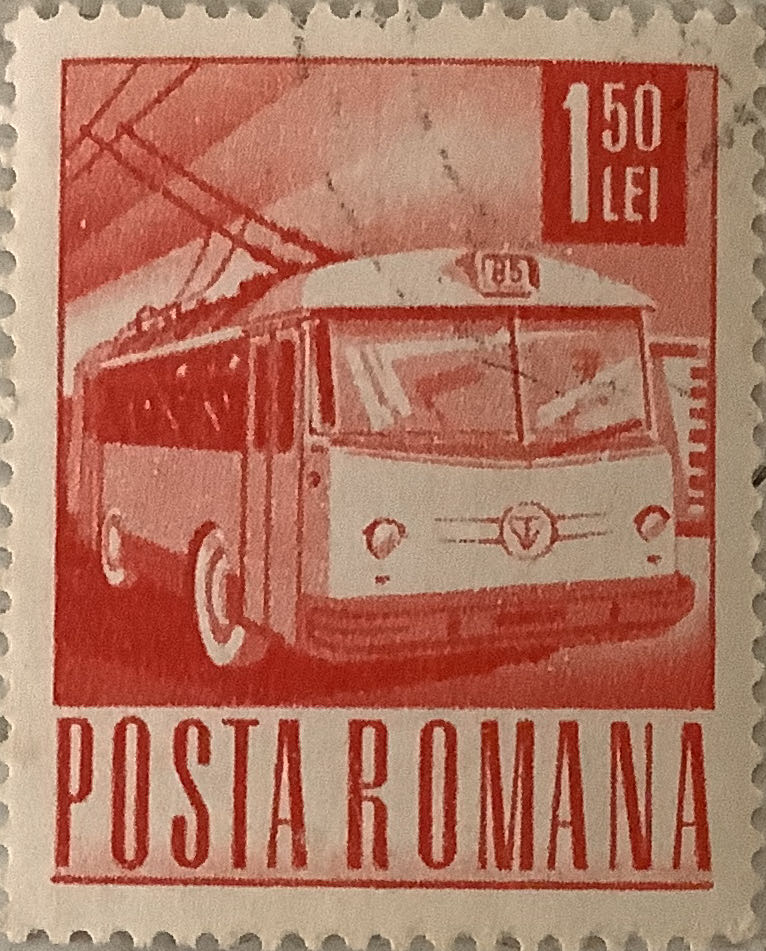 1 50
LEI
85
POSTA ROMANA